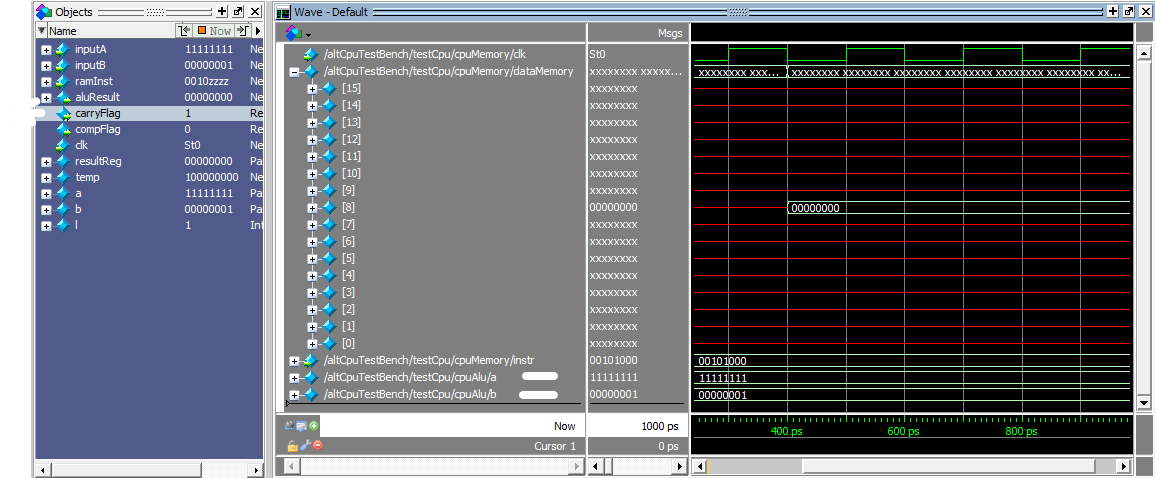 Objects
Name Now
inputA 11111111 Ne
inputB 00000001 Ne
ramInst 0010zzzz Ne
aluResult 00000000 Ne
carryFlag 1 Re
compFlag 0 Re
clk St0 Ne
resultReg 00000000 Pa
temp 100000000 Ne
a 11111111 Pa
b 00000001 Pa
I 1 Int
Wave - Default
Msgs
/altCpuTestBench/testCpu/cpuMemory/clk St0
/altCpuTestBench/testCpu/cpuMemory/dataMemory xxxxxxxx xxxxx... xxxxxxxx xxx... xxxxxxxx xxxxxxxx xxxxxxxx xxxxxxxx xxxxxxxx xxxxxxxx xx...
[15] xxxxxxxx
[14] xxxxxxxx
[13] xxxxxxxx
[12] xxxxxxxx
[11] xxxxxxxx
[10] xxxxxxxx
[9] xxxxxxxx
[8] 00000000 00000000
[7] xxxxxxxx
[6] xxxxxxxx
[5] xxxxxxxx
[4] xxxxxxxx
[3] xxxxxxxx
[2] xxxxxxxx
[1] xxxxxxxx
[0] xxxxxxxx
/altCpuTestBench/testCpu/cpuMemory/instr 00101000 00101000
/altCpuTestBench/testCpu/cpuAlu/a 11111111 11111111
/altCpuTestBench/testCpu/cpuAlu/b 00000001 00000001
Now 1000 ps 400 ps 600 ps 800 ps
Cursor 1 0 ps